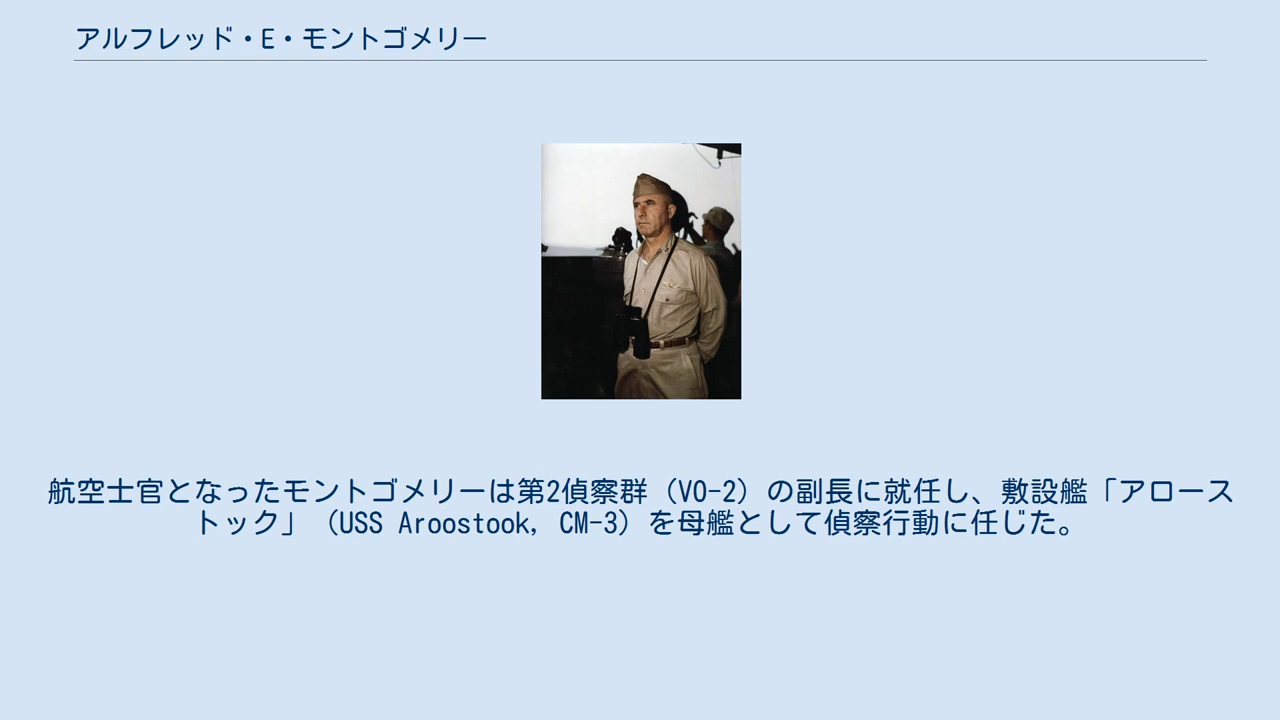 アルフレッド・E・モントゴメリー
航空士官となったモントゴメリーは第2偵察群（VO-2）の副長に就任し、敷設艦「アロース
トック」（USS Aroostook, CM-3）を母艦として偵察行動に任じた。